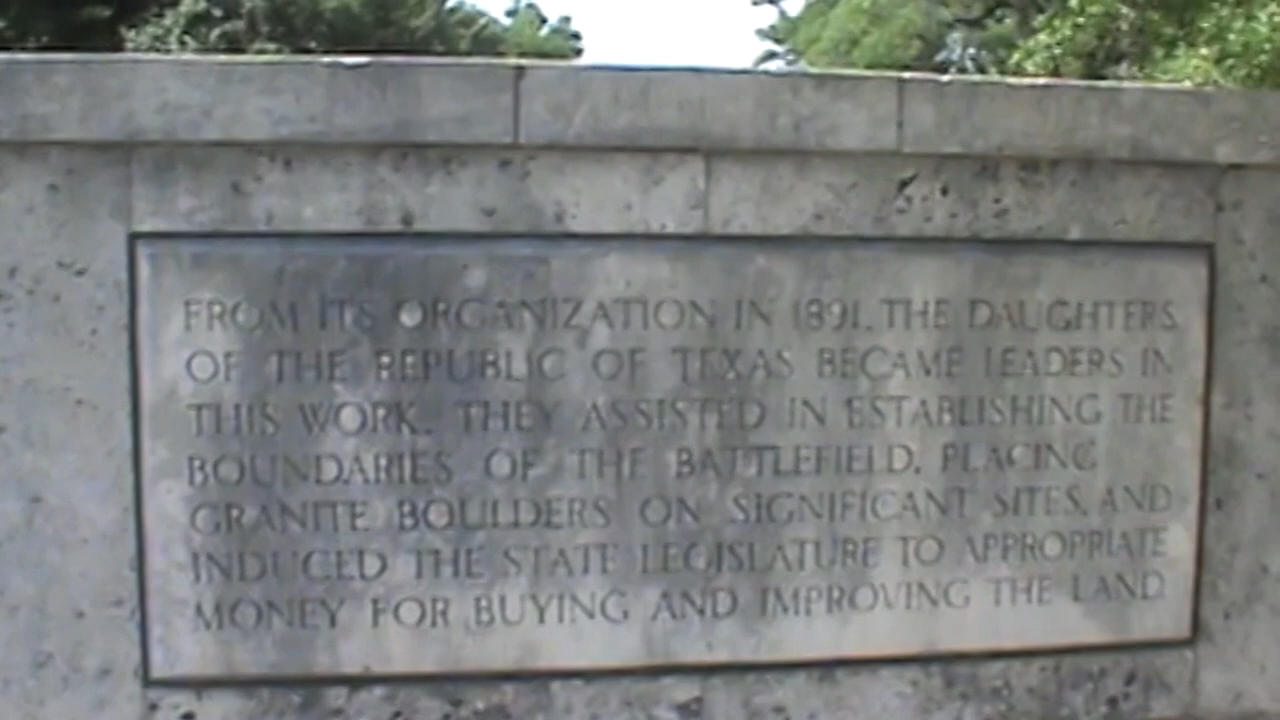 FROM ITS ORGANIZATION IN 1891, THE DAUGHTERS
OF THE REPUBLIC OF TEXAS BECAME LEADERS IN
THIS WORK. THEY ASSISTED IN ESTABLISHING THE
BOUNDARIES OF THE BATTLEFIELD, PLACING
GRANITE BOULDERS ON SIGNIFICANT SITES, AND
INDUCED THE STATE LEGISLATURE TO APPROPRIATE
MONEY FOR BUYING AND IMPROVING THE LAND.